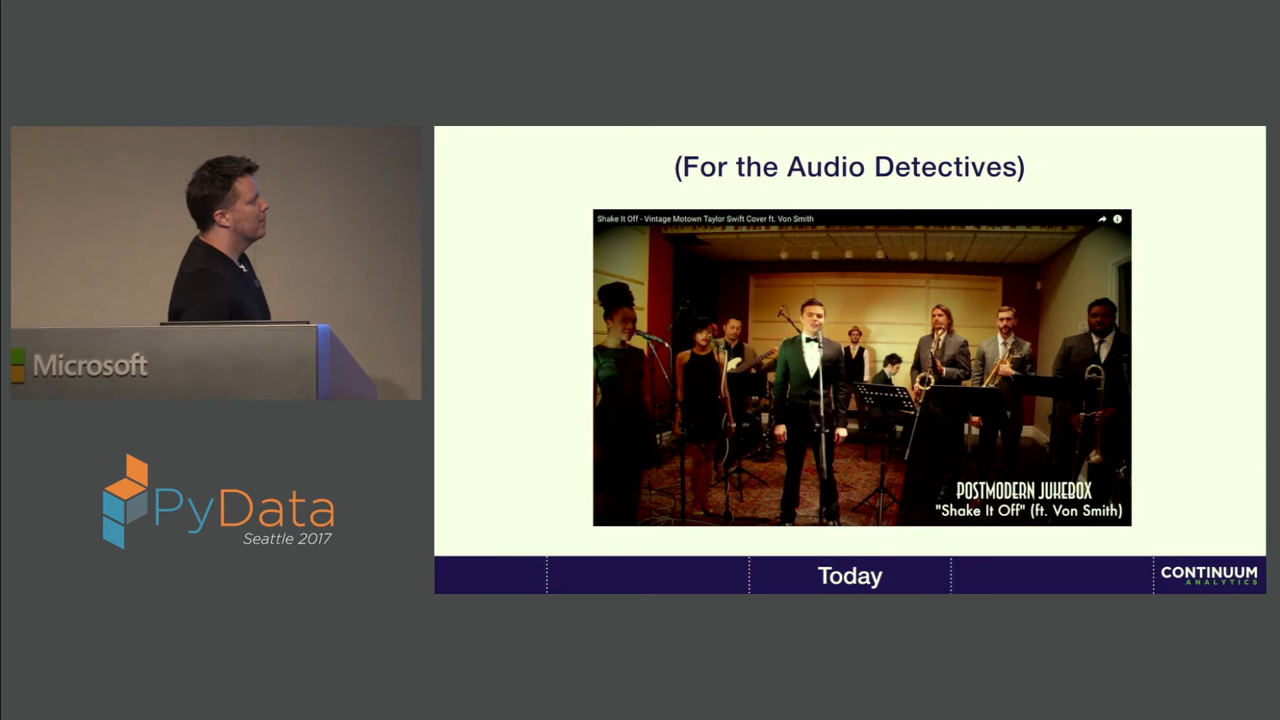 (For the Audio Detectives)
Shake It Off - Vintage Motown Taylor Swift Cover ft. Von Smith
POSTMODERN JUKEBOX
"Shake It Off" (ft. Von Smith)
Today
CONTINUUM
ANALYTICS
Microsoft
PyData
Seattle 2017